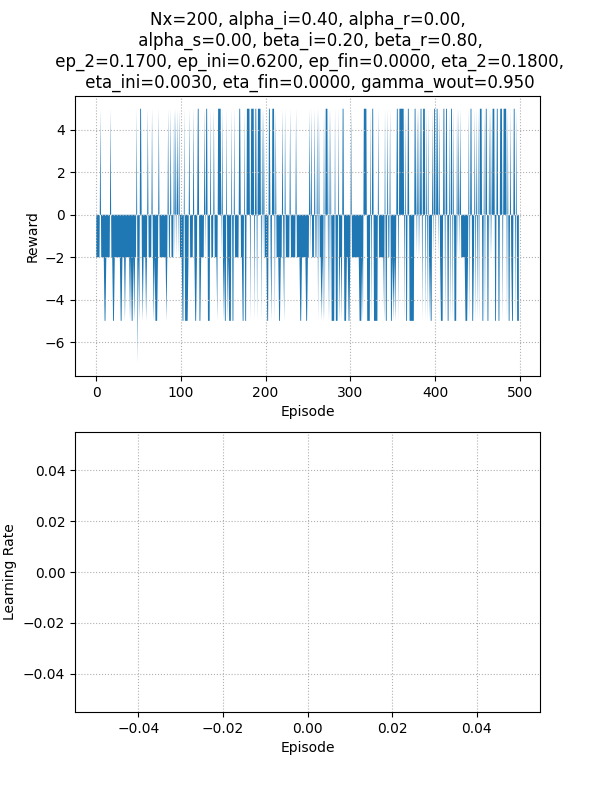 Nx=200, alpha_i=0.40, alpha_r=0.00,
alpha_s=0.00, beta_i=0.20, beta_r=0.80,
ep_2=0.1700, ep_ini=0.6200, ep_fin=0.0000, eta_2=0.1800,
eta_ini=0.0030, eta_fin=0.0000, gamma_wout=0.950
4
2
0
−2
−4
−6
Reward
0 100 200 300 400 500
Episode
0.04
0.02
0.00
−0.02
−0.04
Learning Rate
−0.04 −0.02 0.00 0.02 0.04
Episode